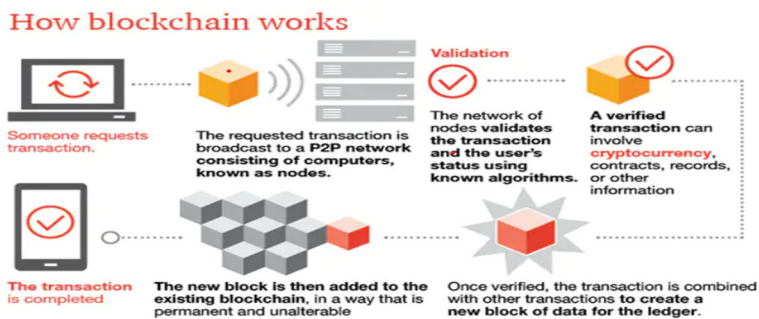 How blockchain works
Someone requests
transaction.
The requested transaction is
broadcast to a P2P network
consisting of computers,
known as nodes.
Validation
The network of
nodes validates
the transaction
and the user's
status using
known algorithms.
A verified
transaction can
involve
cryptocurrency,
contracts, records,
or other
information
The transaction
is completed
The new block is then added to the
existing blockchain, in a way that is
permanent and unalterable
Once verified, the transaction is combined
with other transactions to create a
new block of data for the ledger.